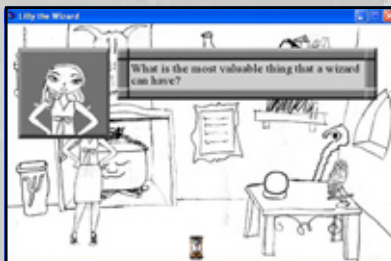 Lilly the Wizard
What is the most valuable thing that a wizard
can have?